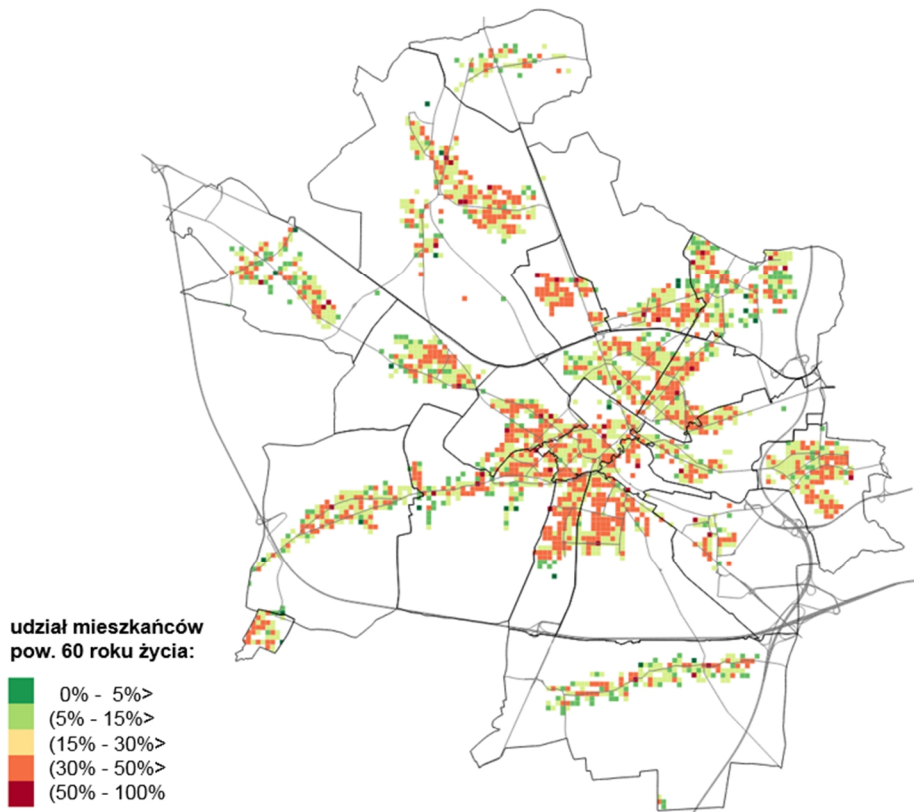 udział mieszkańców
pow. 60 roku życia:
0% - 5%>
(5% - 15%>
(15% - 30%>
(30% - 50%>
(50% - 100%